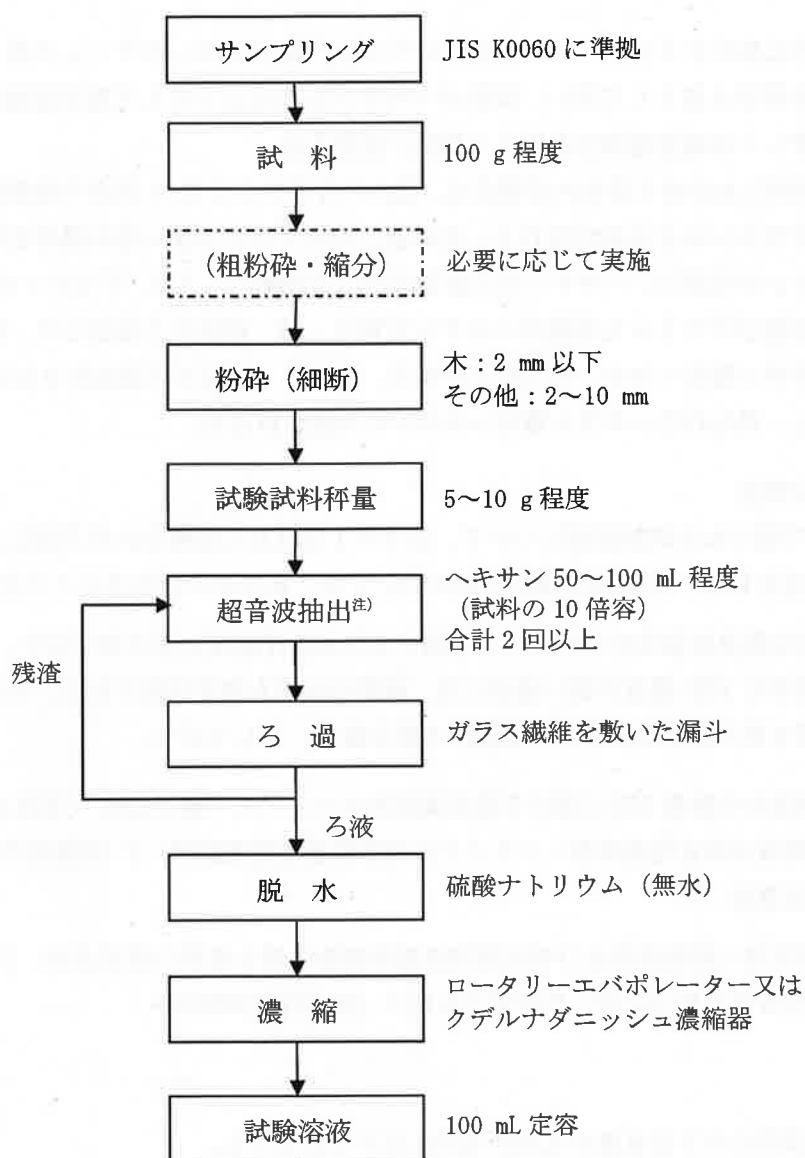 サンプリング JIS K0060に準拠
試 料 100 g 程度
(粗粉砕・縮分) 必要に応じて実施
粉砕(細断) 木:2 mm 以下
その他:2~10 mm
試験試料秤量 5~10 g 程度
超音波抽出注) ヘキサン 50~100 mL 程度
(試料の 10 倍容)
合計 2 回以上
残渣
ろ 過 ガラス繊維を敷いた漏斗
ろ液
脱 水 硫酸ナトリウム(無水)
濃 縮 ロータリーエバポレーター又は
クデルナダニッシュ濃縮器
試験溶液 100 mL 定容